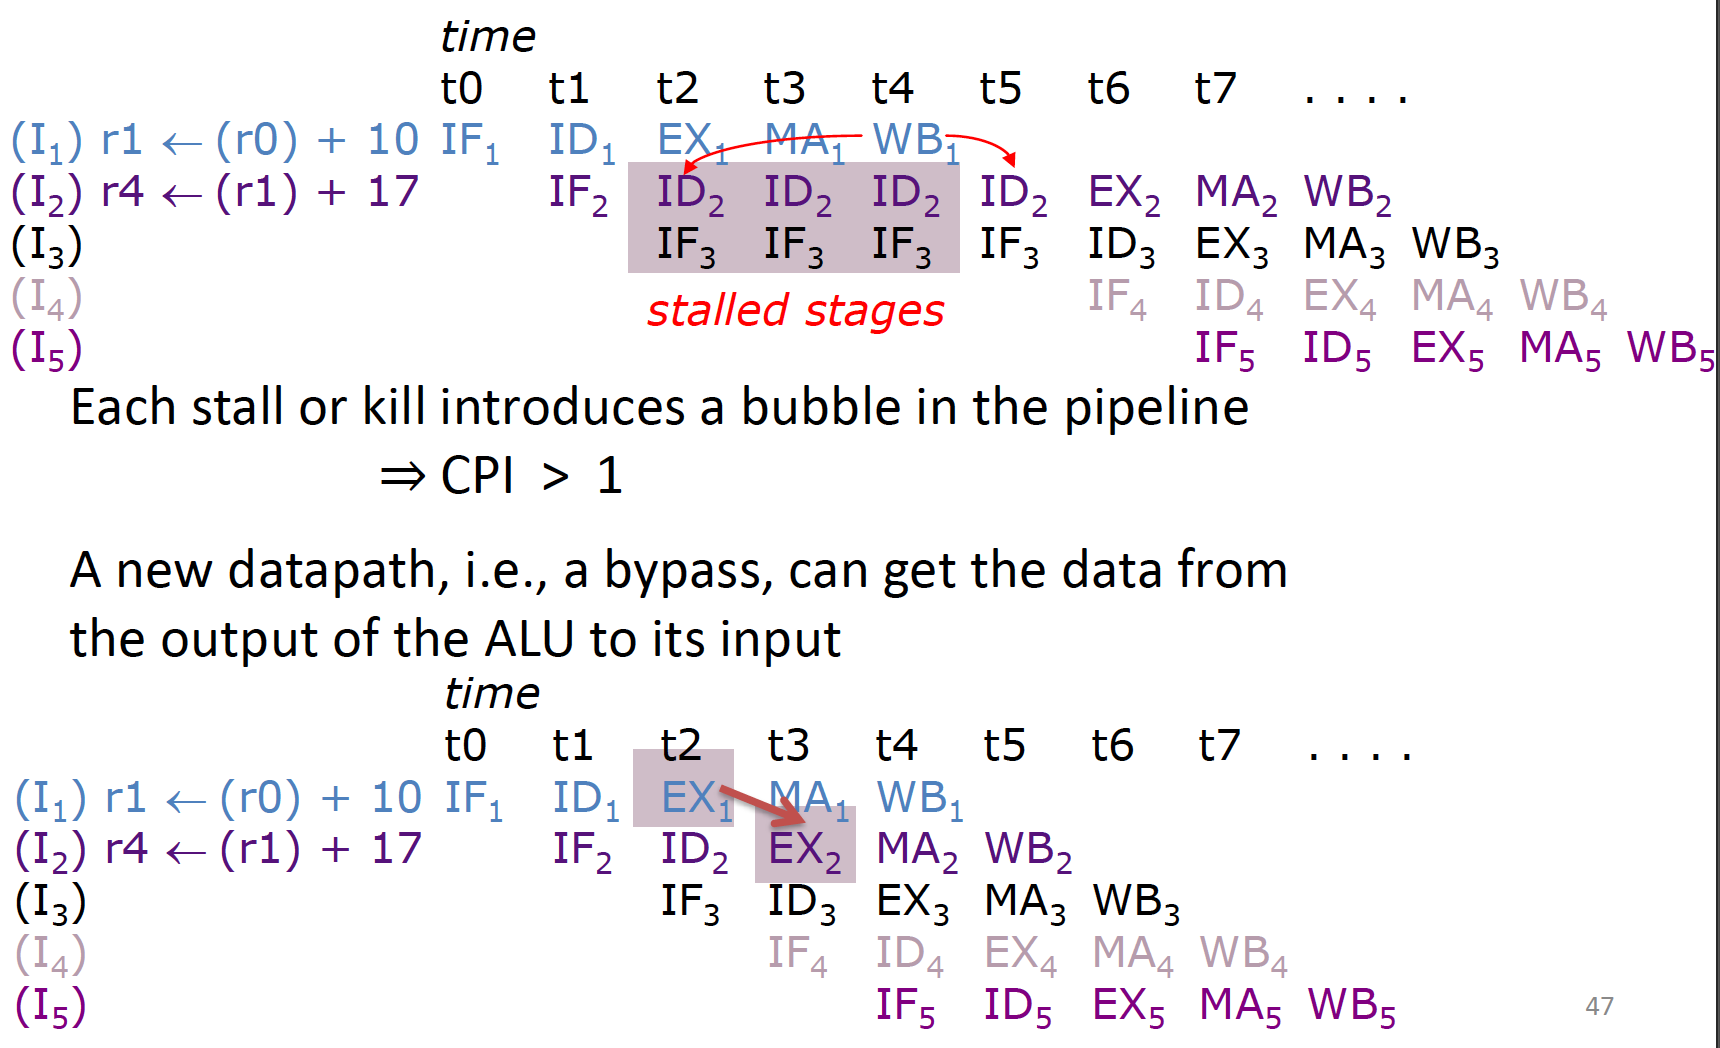 time
t0 t1 t2 t3 t4 t5 t6 t7 . . . .
(I₁) r1 ← (r0) + 10 IF₁ ID₁ EX₁ MA₁ WB₁
(I₂) r4 ← (r1) + 17 IF₂ ID₂ ID₂ ID₂ ID₂ EX₂ MA₂ WB₂
(I₃) IF₃ IF₃ IF₃ IF₃ ID₃ EX₃ MA₃ WB₃
(I₄) IF₄ ID₄ EX₄ MA₄ WB₄
(I₅) IF₅ ID₅ EX₅ MA₅ WB₅
stalled stages
Each stall or kill introduces a bubble in the pipeline
⇒ CPI > 1
A new datapath, i.e., a bypass, can get the data from
the output of the ALU to its input
time
t0 t1 t2 t3 t4 t5 t6 t7 . . . .
(I₁) r1 ← (r0) + 10 IF₁ ID₁ EX₁ MA₁ WB₁
(I₂) r4 ← (r1) + 17 IF₂ ID₂ EX₂ MA₂ WB₂
(I₃) IF₃ ID₃ EX₃ MA₃ WB₃
(I₄) IF₄ ID₄ EX₄ MA₄ WB₄
(I₅) IF₅ ID₅ EX₅ MA₅ WB₅
47